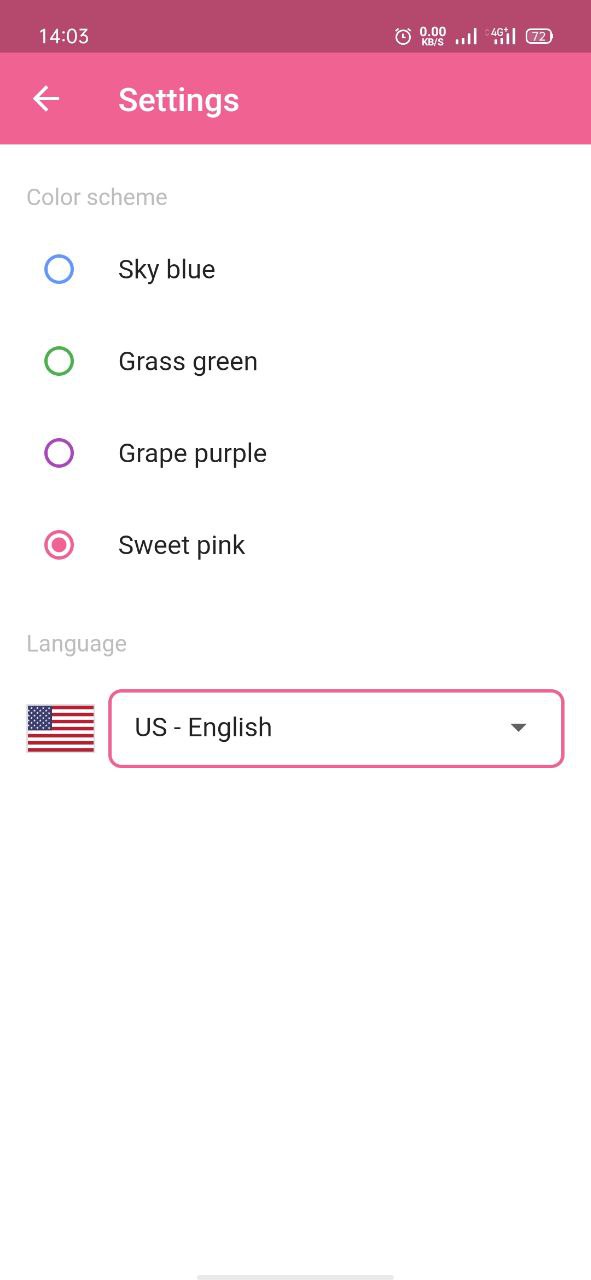 14:03 0.00 KB/S 4G+ 72
Settings
Color scheme
Sky blue
Grass green
Grape purple
Sweet pink
Language
US - English